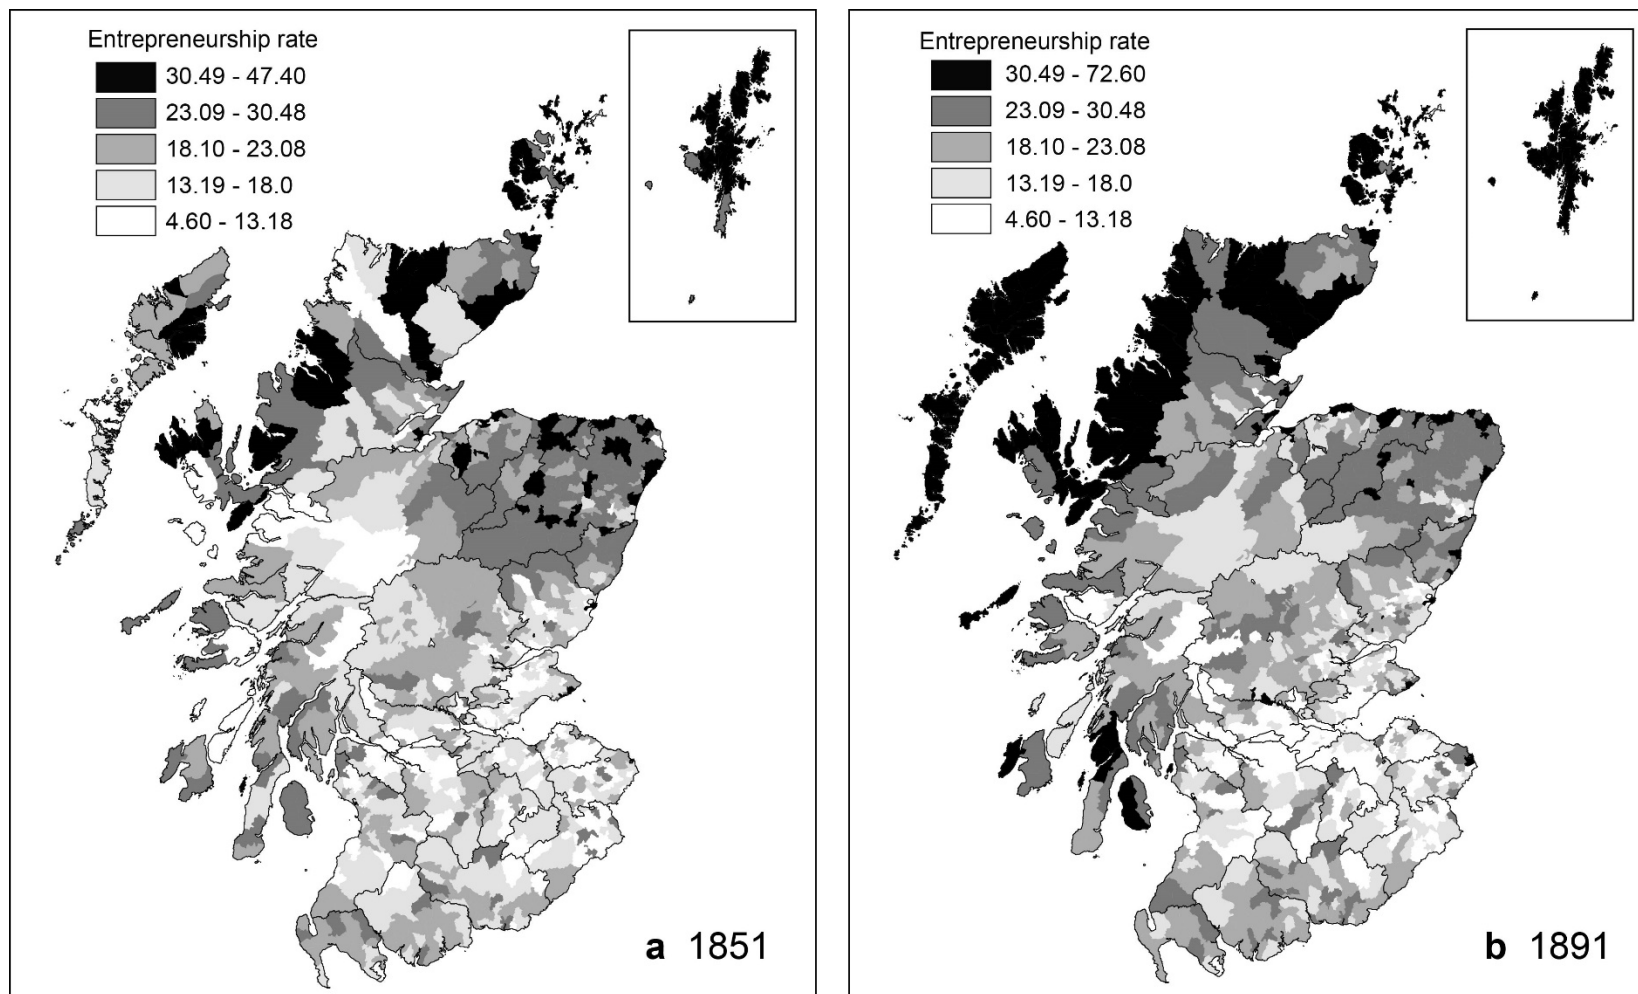 Entrepreneurship rate
30.49 - 47.40
23.09 - 30.48
18.10 - 23.08
13.19 - 18.0
4.60 - 13.18
a 1851
Entrepreneurship rate
30.49 - 72.60
23.09 - 30.48
18.10 - 23.08
13.19 - 18.0
4.60 - 13.18
b 1891